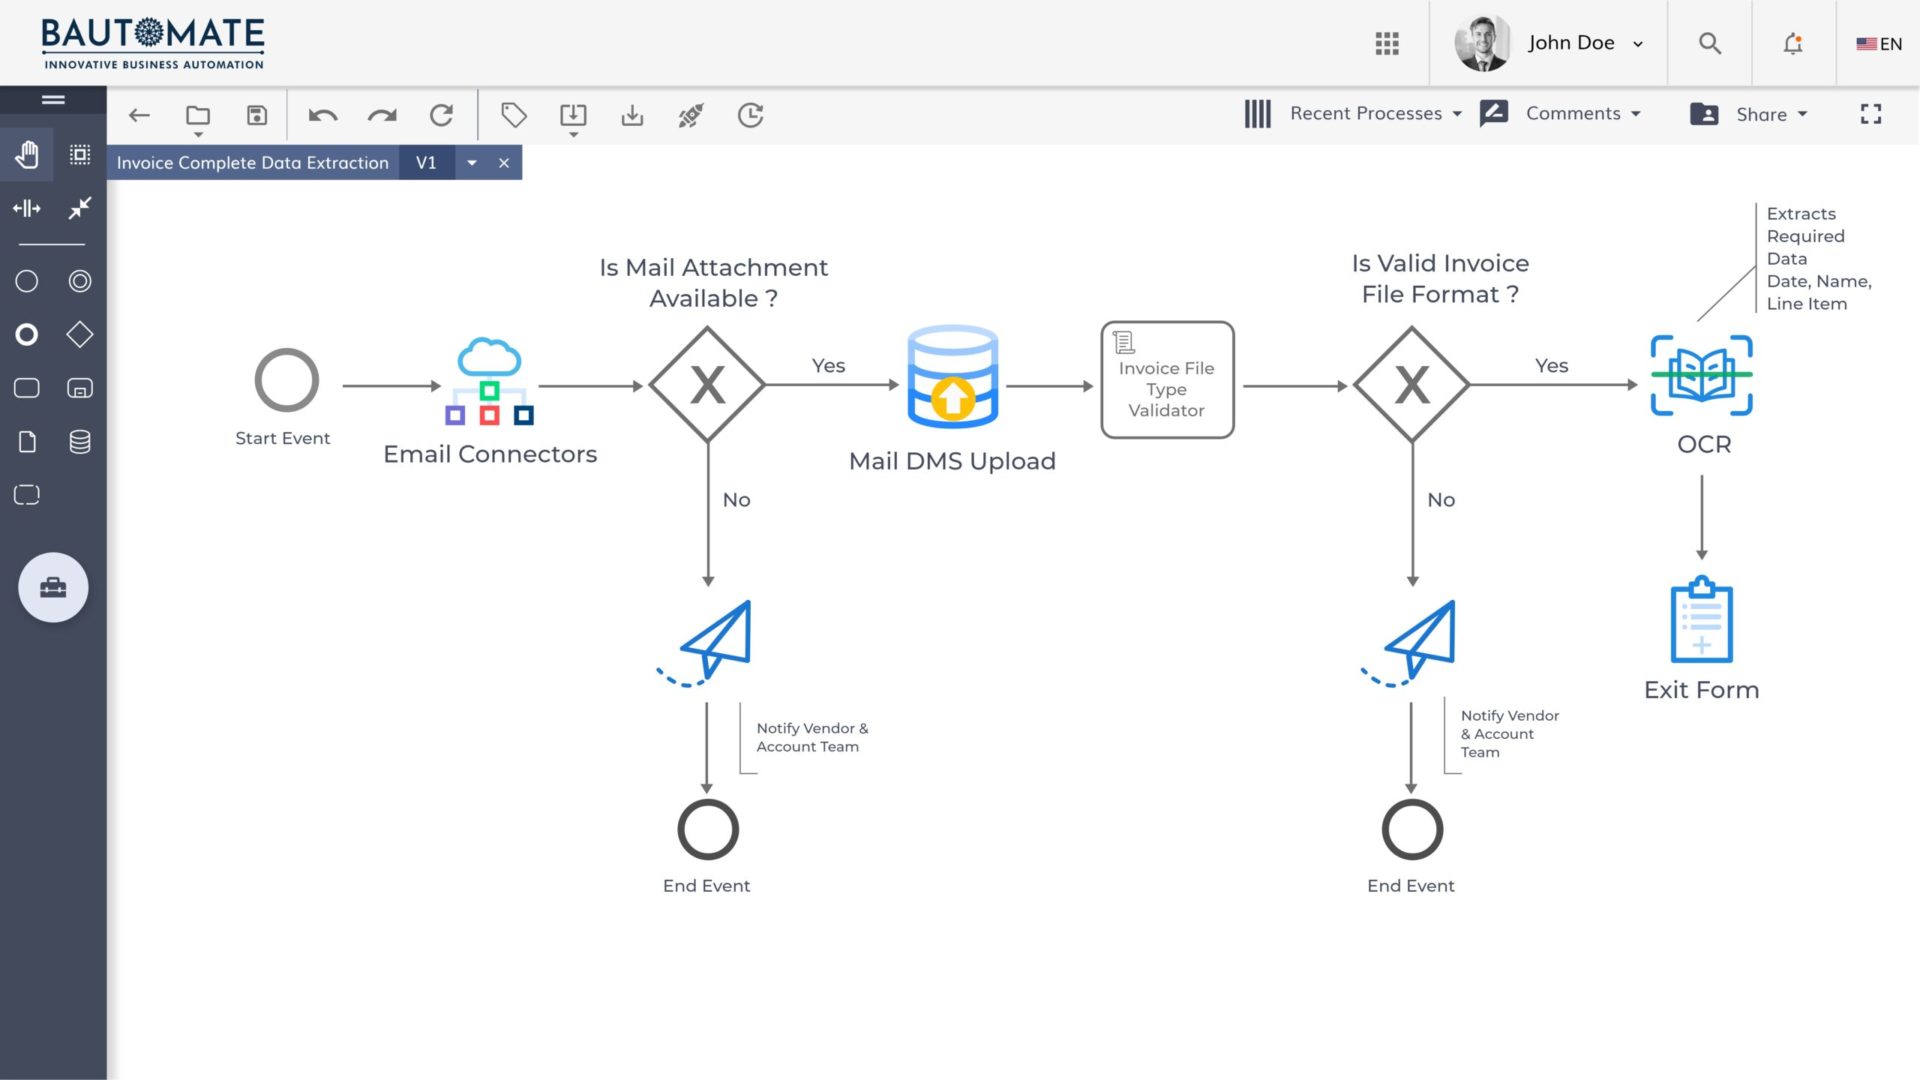 BAUTOMATE
INNOVATIVE BUSINESS AUTOMATION
John Doe
EN
Recent Processes
Comments
Share
Invoice Complete Data Extraction
V1
Extracts
Required
Data
Date, Name,
Line Item
Is Mail Attachment
Available ?
Is Valid Invoice
File Format ?
Start Event
Email Connectors
X
Yes
Mail DMS Upload
Invoice File
Type
Validator
X
Yes
OCR
No
No
Notify Vendor &
Account Team
Notify Vendor
& Account
Team
Exit Form
End Event
End Event